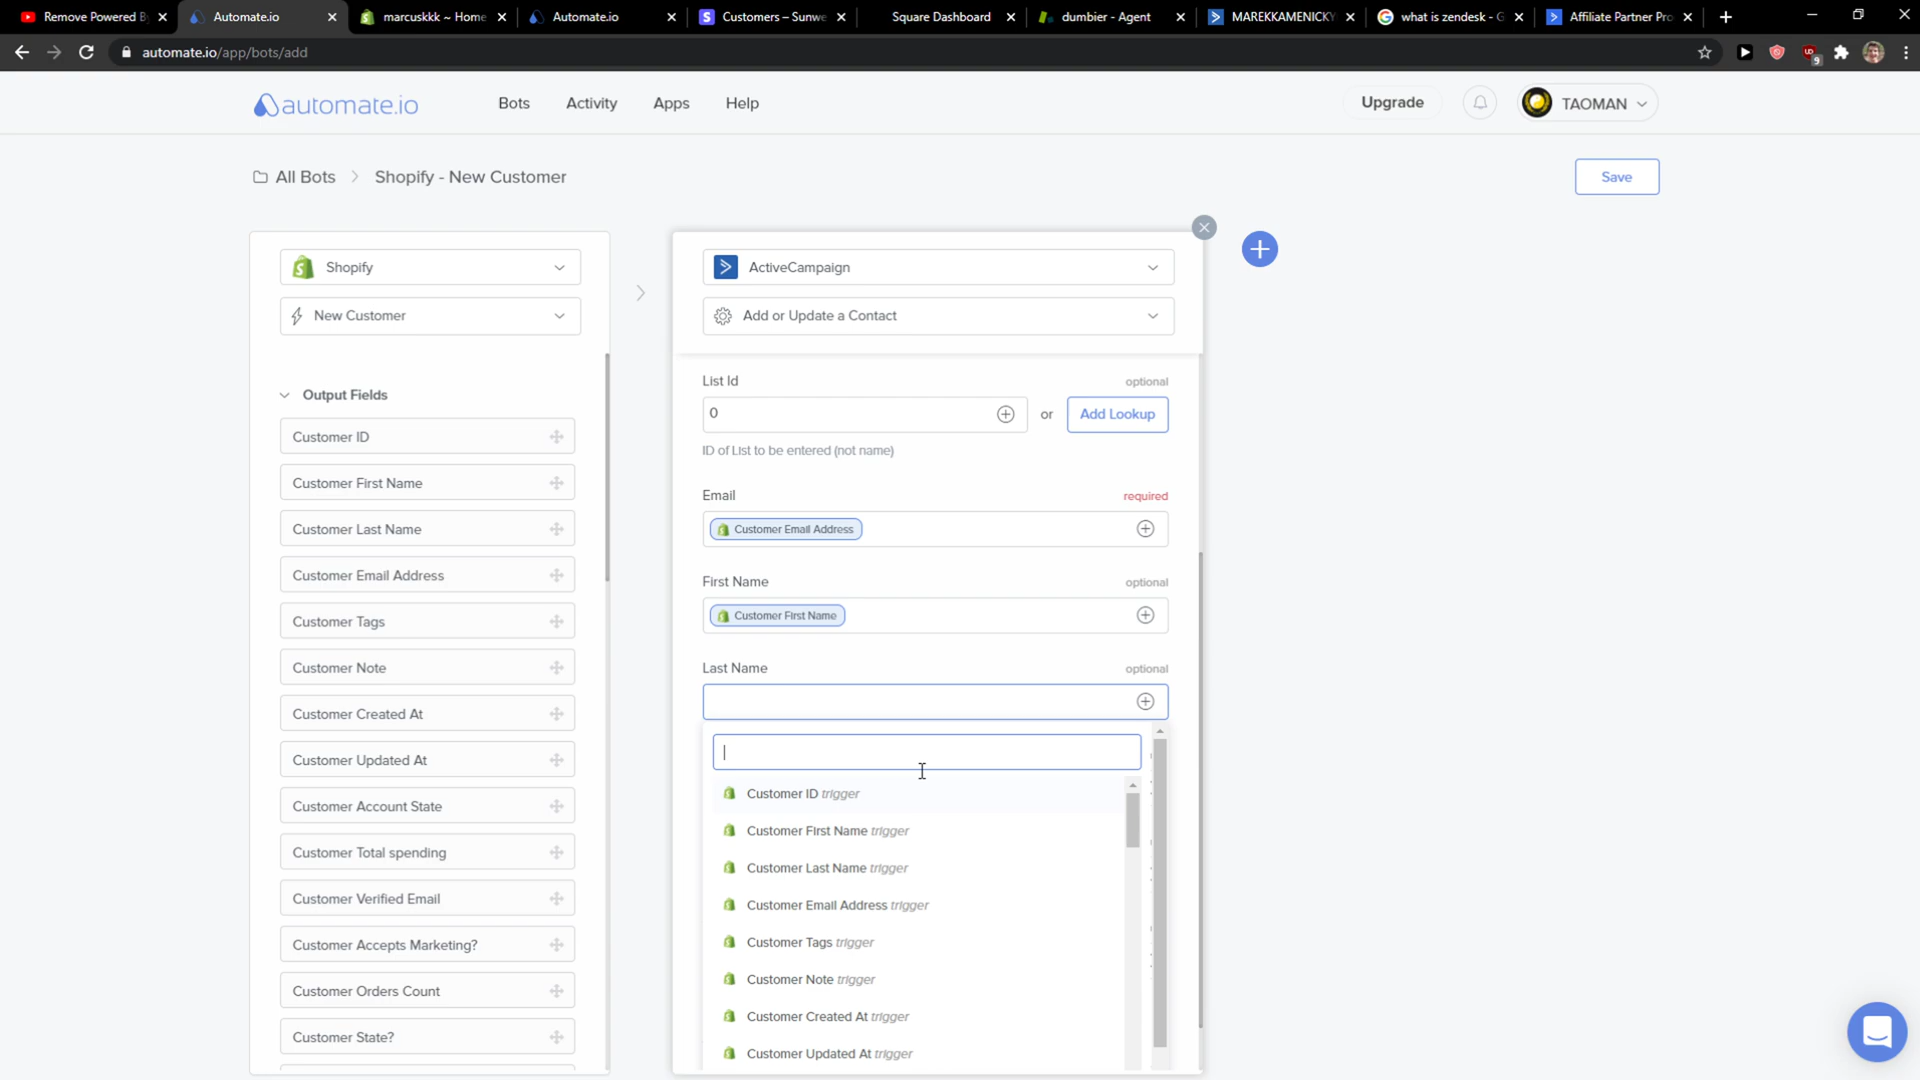 Remove Powered B
Automate.io
marcuskkk ~ Home
Automate.io
Customers – Sunwe
Square Dashboard
dumbier - Agent
MAREKKAMENICKY
what is zendesk - G
Affiliate Partner Pro
automate.io/app/bots/add
9
automate.io
Bots
Activity
Apps
Help
Upgrade
TAOMAN
All Bots > Shopify - New Customer
Save
Shopify
New Customer
Output Fields
Customer ID
Customer First Name
Customer Last Name
Customer Email Address
Customer Tags
Customer Note
Customer Created At
Customer Updated At
Customer Account State
Customer Total spending
Customer Verified Email
Customer Accepts Marketing?
Customer Orders Count
Customer State?
ActiveCampaign
Add or Update a Contact
List Id optional
0 or Add Lookup
ID of List to be entered (not name)
Email required
Customer Email Address
First Name optional
Customer First Name
Last Name optional
Customer ID trigger
Customer First Name trigger
Customer Last Name trigger
Customer Email Address trigger
Customer Tags trigger
Customer Note trigger
Customer Created At trigger
Customer Updated At trigger